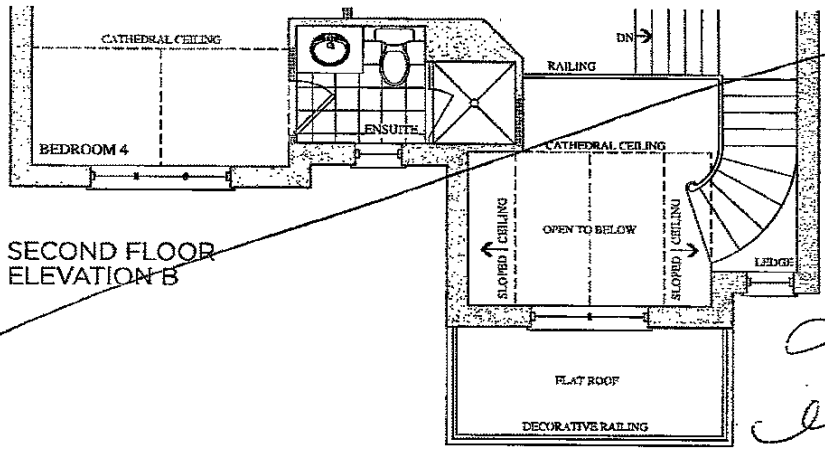 CATHEDRAL CEILING
DN
RAILING
BEDROOM 4
ENSUITE
CATHEDRAL CEILING
SLOPED CEILING
OPEN TO BELOW
SLOPED CEILING
LEDGE
SECOND FLOOR
ELEVATION B
FLAT ROOF
DECORATIVE RAILING